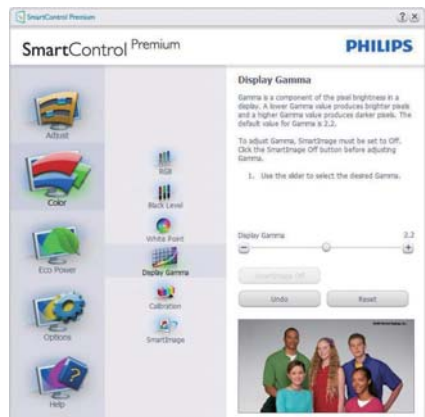 SmartControl Premium
SmartControl Premium
PHILIPS
Adjust
Color
Eco Power
Options
Help
RGB
Black Level
White Point
Display Gamma
Calibration
SmartImage
Display Gamma
Gamma is a component of the pixel brightness in a
display. A lower Gamma value produces brighter pixels
and a higher Gamma value produces darker pixels. The
default value for Gamma is 2.2.
To adjust Gamma, SmartImage must be set to Off.
Click the SmartImage Off button before adjusting
Gamma.
1. Use the slider to select the desired Gamma.
Display Gamma
2.2
SmartImage Off
Undo
Reset